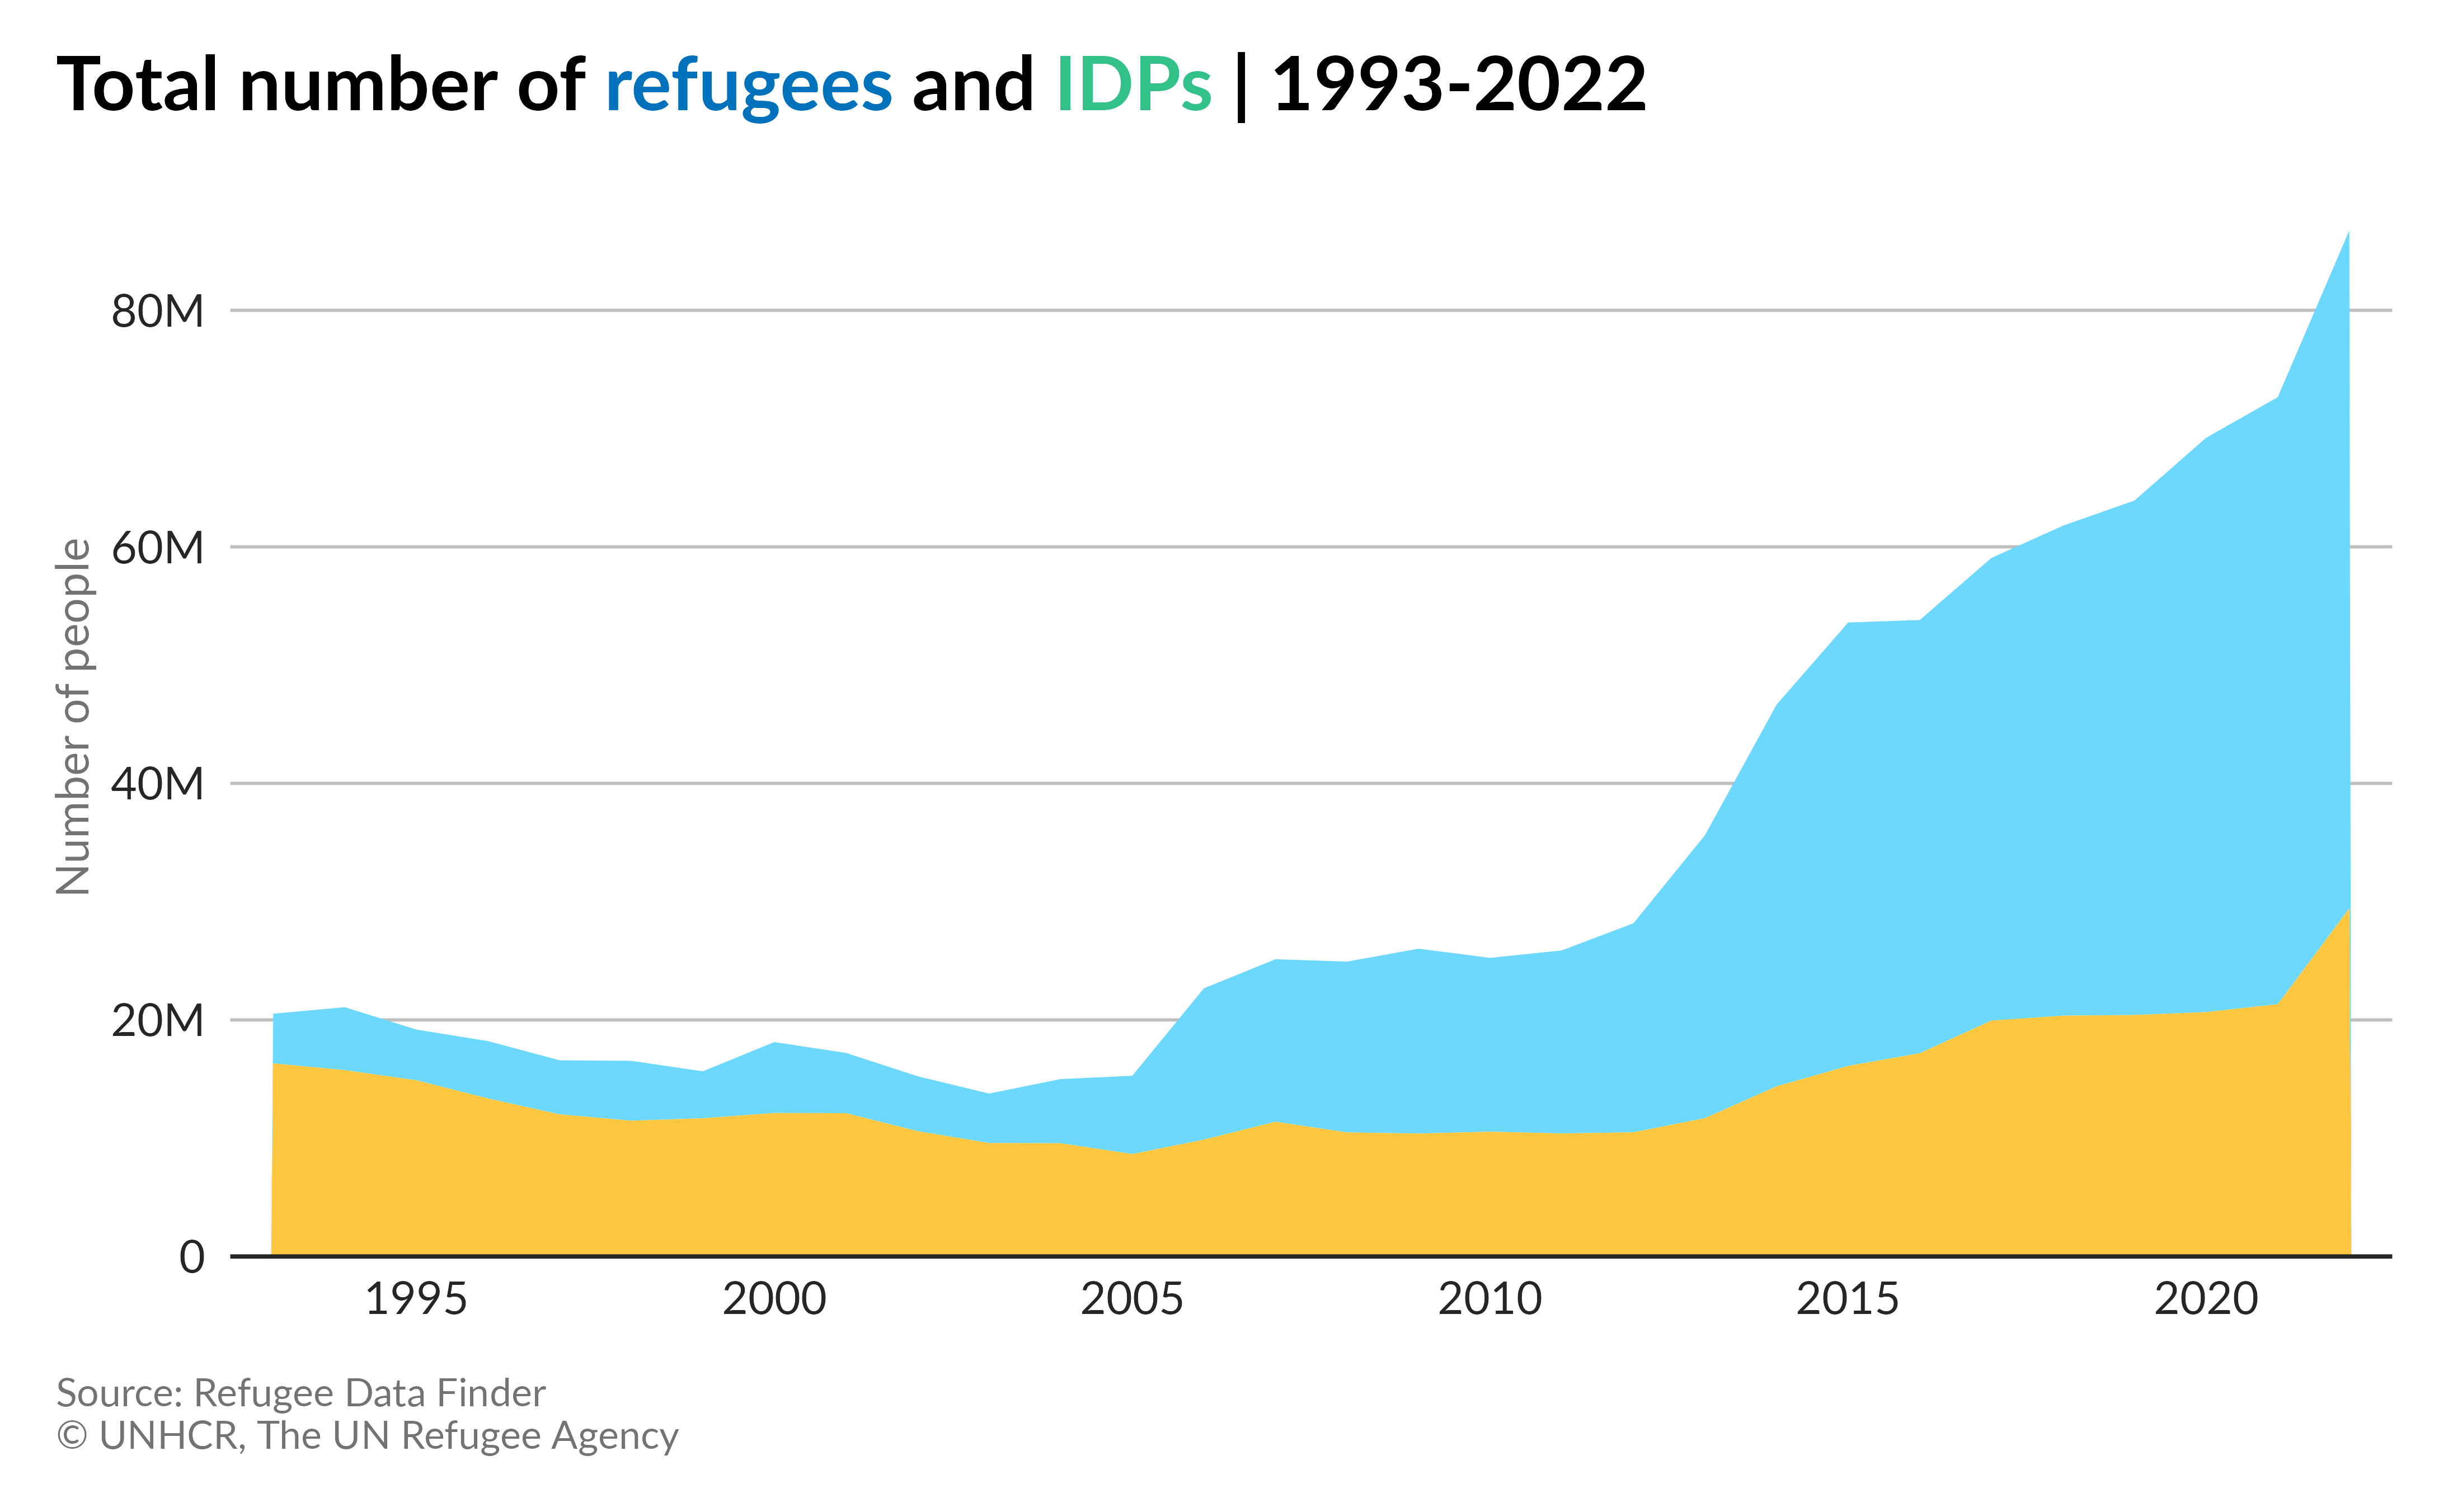 Total number of refugees and IDPs | 1993-2022
80M
60M
40M
20M
0
Number of people
1995 2000 2005 2010 2015 2020
Source: Refugee Data Finder
© UNHCR, The UN Refugee Agency